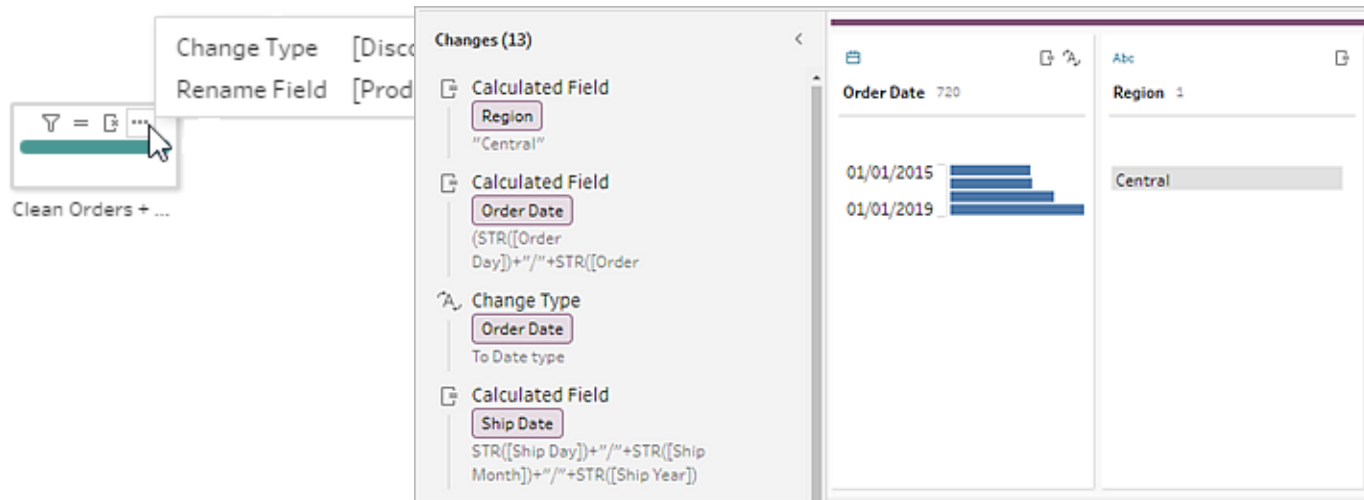 Change Type [Disco
Rename Field [Prod
Clean Orders + ...
Changes (13)
Calculated Field
Region
"Central"
Calculated Field
Order Date
(STR([Order
Day])+"/"+STR([Order
Change Type
Order Date
To Date type
Calculated Field
Ship Date
STR([Ship Day])+"/"+STR([Ship
Month])+"/"+STR([Ship Year])
Order Date 720
01/01/2015
01/01/2019
Abc
Region 1
Central